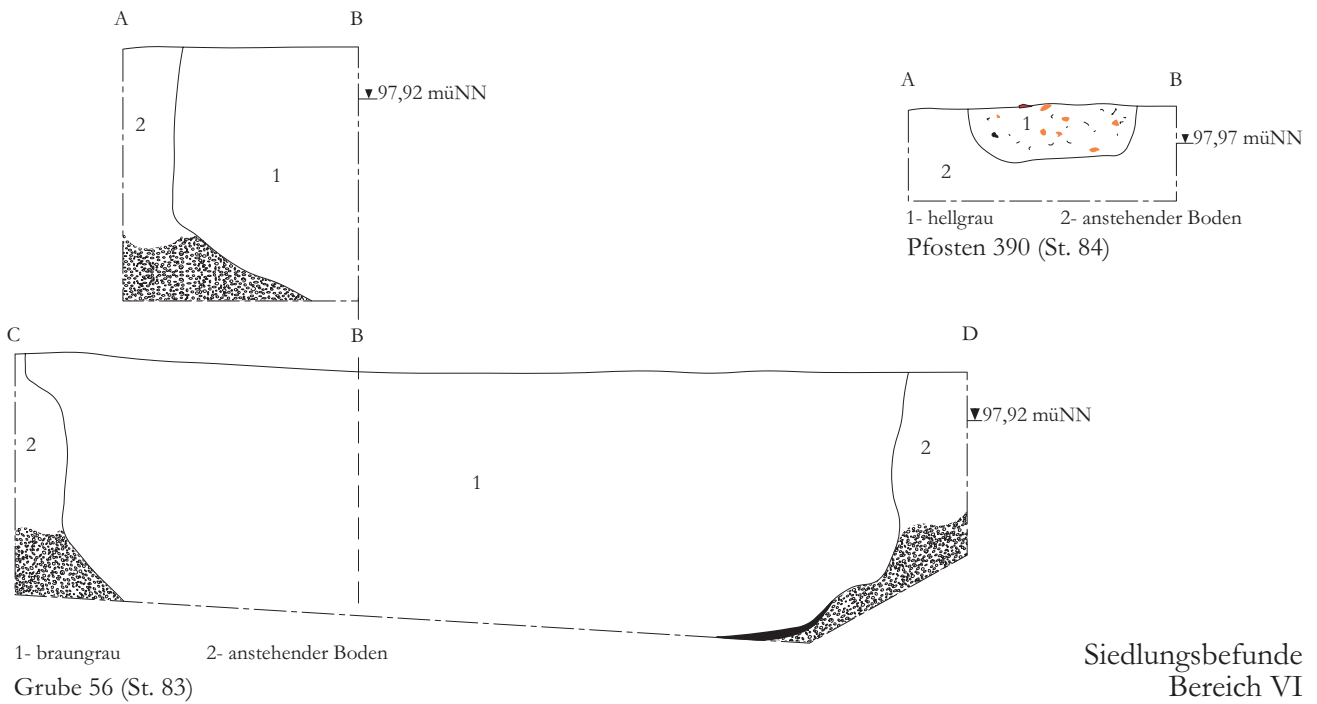 A B
97,92 müNN
2
1
C B D
97,92 müNN
2
1
2
1- braungrau 2- anstehender Boden
Grube 56 (St. 83)
A B
1
97,97 müNN
2
1- hellgrau 2- anstehender Boden
Pfosten 390 (St. 84)
Siedlungsbefunde
Bereich VI